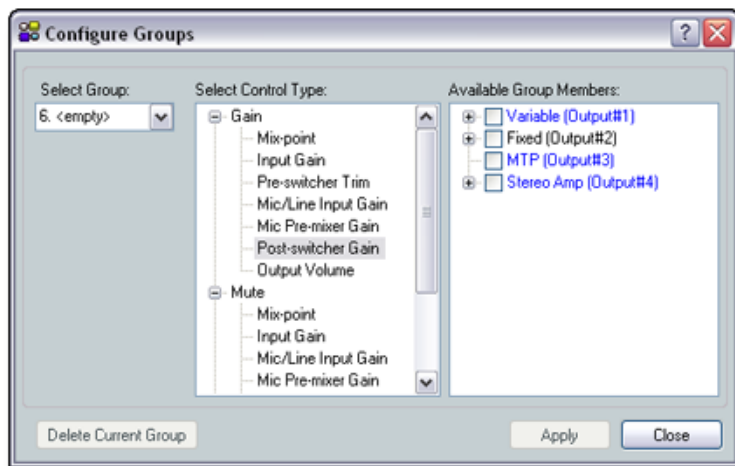 Configure Groups
Select Group:
6. <empty>
Select Control Type:
Gain
Mix-point
Input Gain
Pre-switcher Trim
Mic/Line Input Gain
Mic Pre-mixer Gain
Post-switcher Gain
Output Volume
Mute
Mix-point
Input Gain
Mic/Line Input Gain
Mic Pre-mixer Gain
Available Group Members:
Variable (Output#1)
Fixed (Output#2)
MTP (Output#3)
Stereo Amp (Output#4)
Delete Current Group
Apply
Close